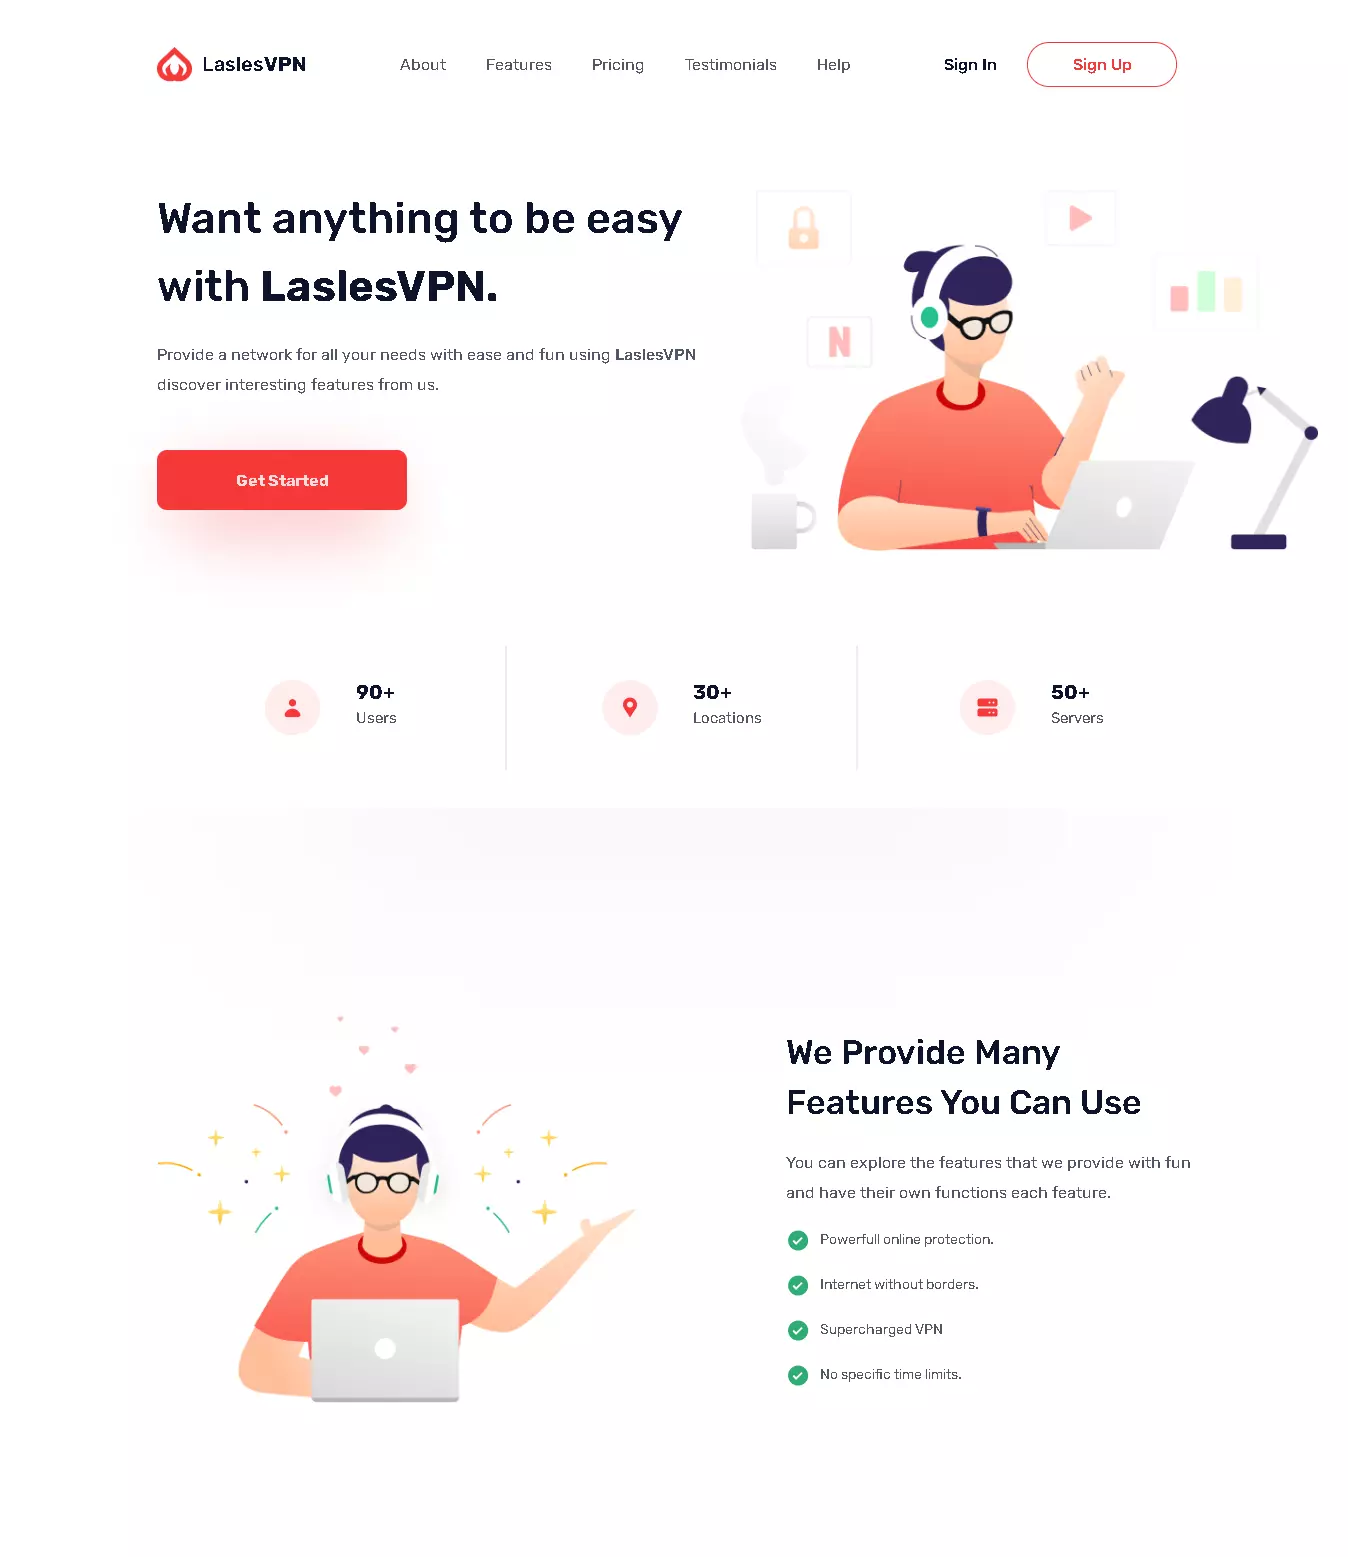 LaslesVPN
About
Features
Pricing
Testimonials
Help
Sign In
Sign Up
Want anything to be easy
with LaslesVPN.
Provide a network for all your needs with ease and fun using LaslesVPN
discover interesting features from us.
N
Get Started
90+
Users
30+
Locations
50+
Servers
We Provide Many
Features You Can Use
You can explore the features that we provide with fun
and have their own functions each feature.
Powerfull online protection.
Internet without borders.
Supercharged VPN
No specific time limits.